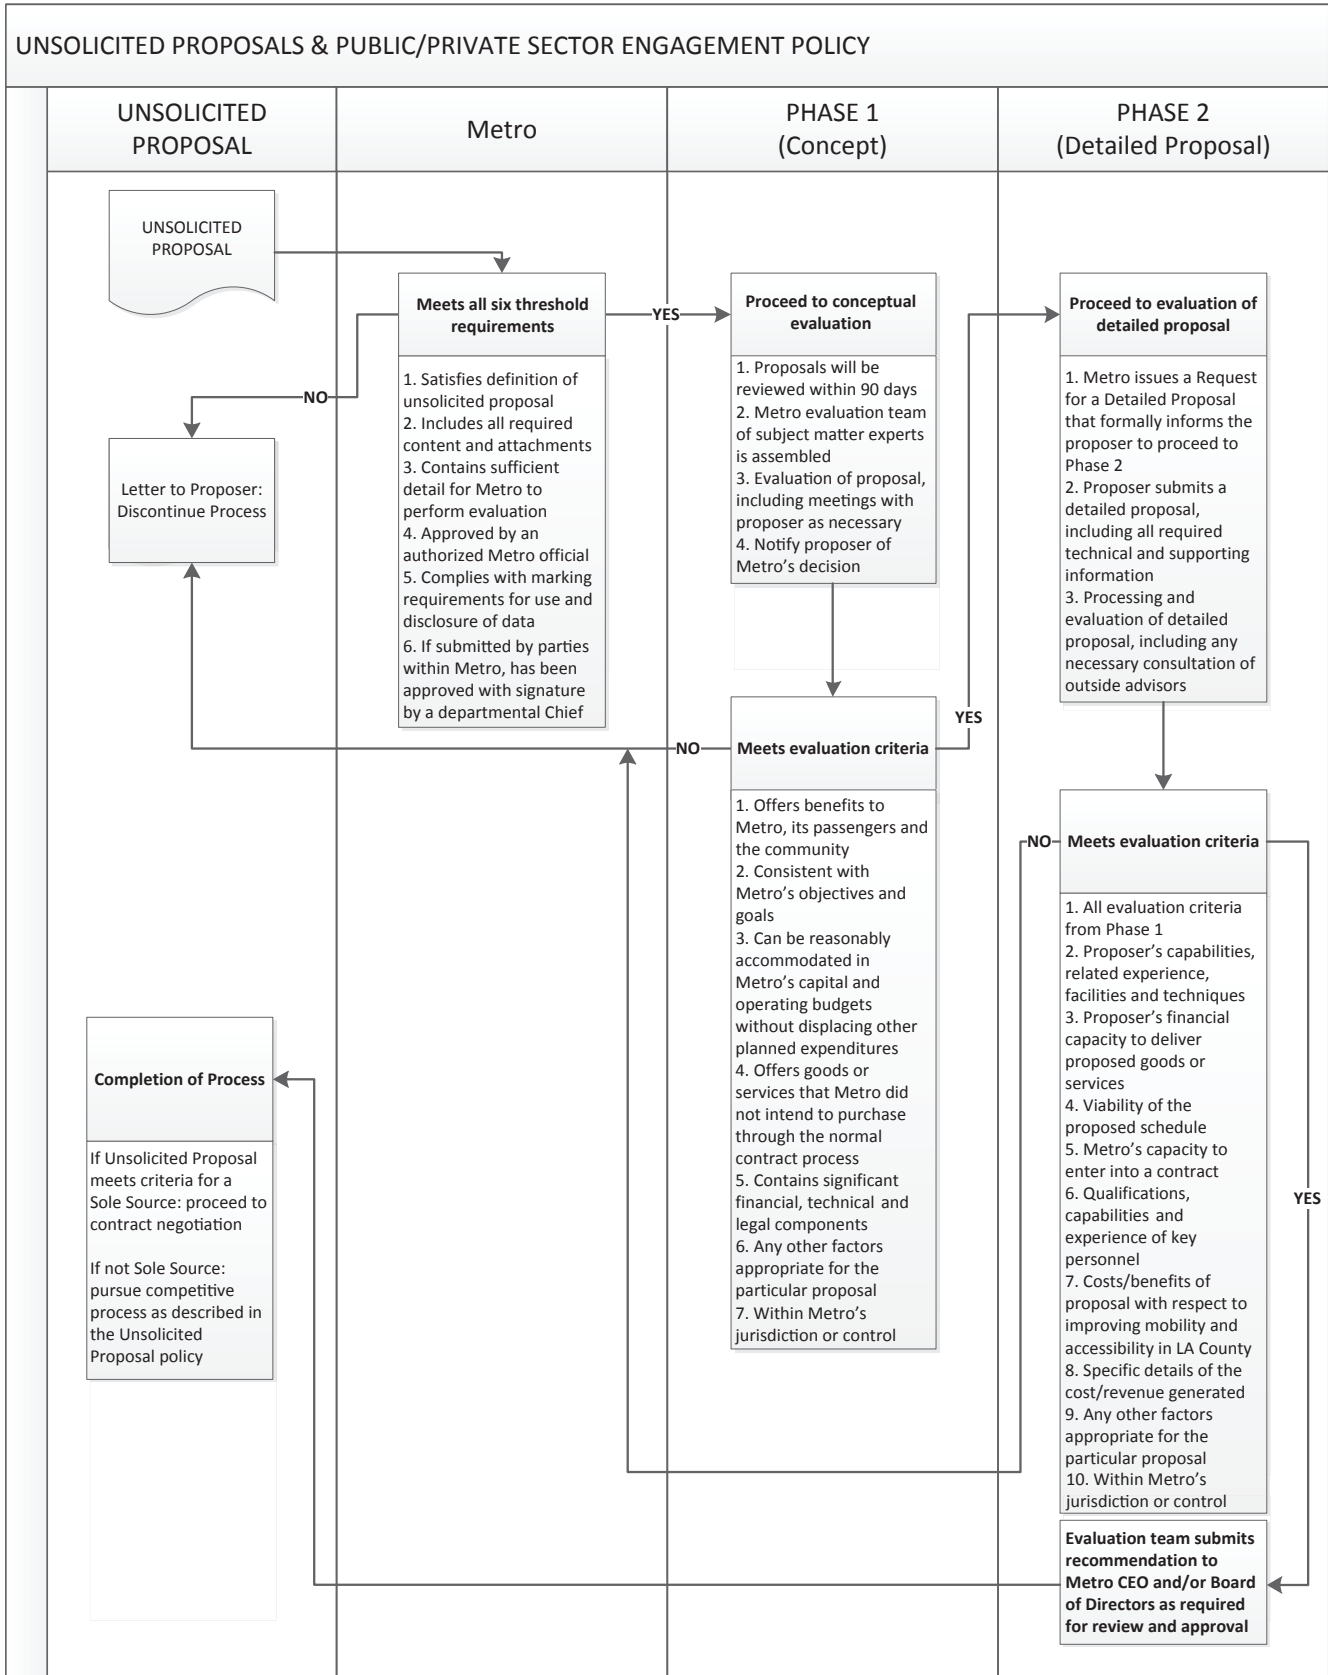 UNSOLICITED PROPOSALS & PUBLIC/PRIVATE SECTOR ENGAGEMENT POLICY
UNSOLICITED
PROPOSAL
Metro
PHASE 1
(Concept)
PHASE 2
(Detailed Proposal)
UNSOLICITED
PROPOSAL
Meets all six threshold
requirements
1. Satisfies definition of
unsolicited proposal
2. Includes all required
content and attachments
3. Contains sufficient
detail for Metro to
perform evaluation
4. Approved by an
authorized Metro official
5. Complies with marking
requirements for use and
disclosure of data
6. If submitted by parties
within Metro, has been
approved with signature
by a departmental Chief
NO
YES
Letter to Proposer:
Discontinue Process
Proceed to conceptual
evaluation
1. Proposals will be
reviewed within 90 days
2. Metro evaluation team
of subject matter experts
is assembled
3. Evaluation of proposal,
including meetings with
proposer as necessary
4. Notify proposer of
Metro’s decision
NO
Meets evaluation criteria
YES
1. Offers benefits to
Metro, its passengers and
the community
2. Consistent with
Metro’s objectives and
goals
3. Can be reasonably
accommodated in
Metro’s capital and
operating budgets
without displacing other
planned expenditures
4. Offers goods or
services that Metro did
not intend to purchase
through the normal
contract process
5. Contains significant
financial, technical and
legal components
6. Any other factors
appropriate for the
particular proposal
7. Within Metro’s
jurisdiction or control
Proceed to evaluation of
detailed proposal
1. Metro issues a Request
for a Detailed Proposal
that formally informs the
proposer to proceed to
Phase 2
2. Proposer submits a
detailed proposal,
including all required
technical and supporting
information
3. Processing and
evaluation of detailed
proposal, including any
necessary consultation of
outside advisors
NO
Meets evaluation criteria
1. All evaluation criteria
from Phase 1
2. Proposer’s capabilities,
related experience,
facilities and techniques
3. Proposer’s financial
capacity to deliver
proposed goods or
services
4. Viability of the
proposed schedule
5. Metro’s capacity to
enter into a contract
6. Qualifications,
capabilities and
experience of key
personnel
7. Costs/benefits of
proposal with respect to
improving mobility and
accessibility in LA County
8. Specific details of the
cost/revenue generated
9. Any other factors
appropriate for the
particular proposal
10. Within Metro’s
jurisdiction or control
YES
Evaluation team submits
recommendation to
Metro CEO and/or Board
of Directors as required
for review and approval
Completion of Process
If Unsolicited Proposal
meets criteria for a
Sole Source: proceed to
contract negotiation
If not Sole Source:
pursue competitive
process as described in
the Unsolicited
Proposal policy